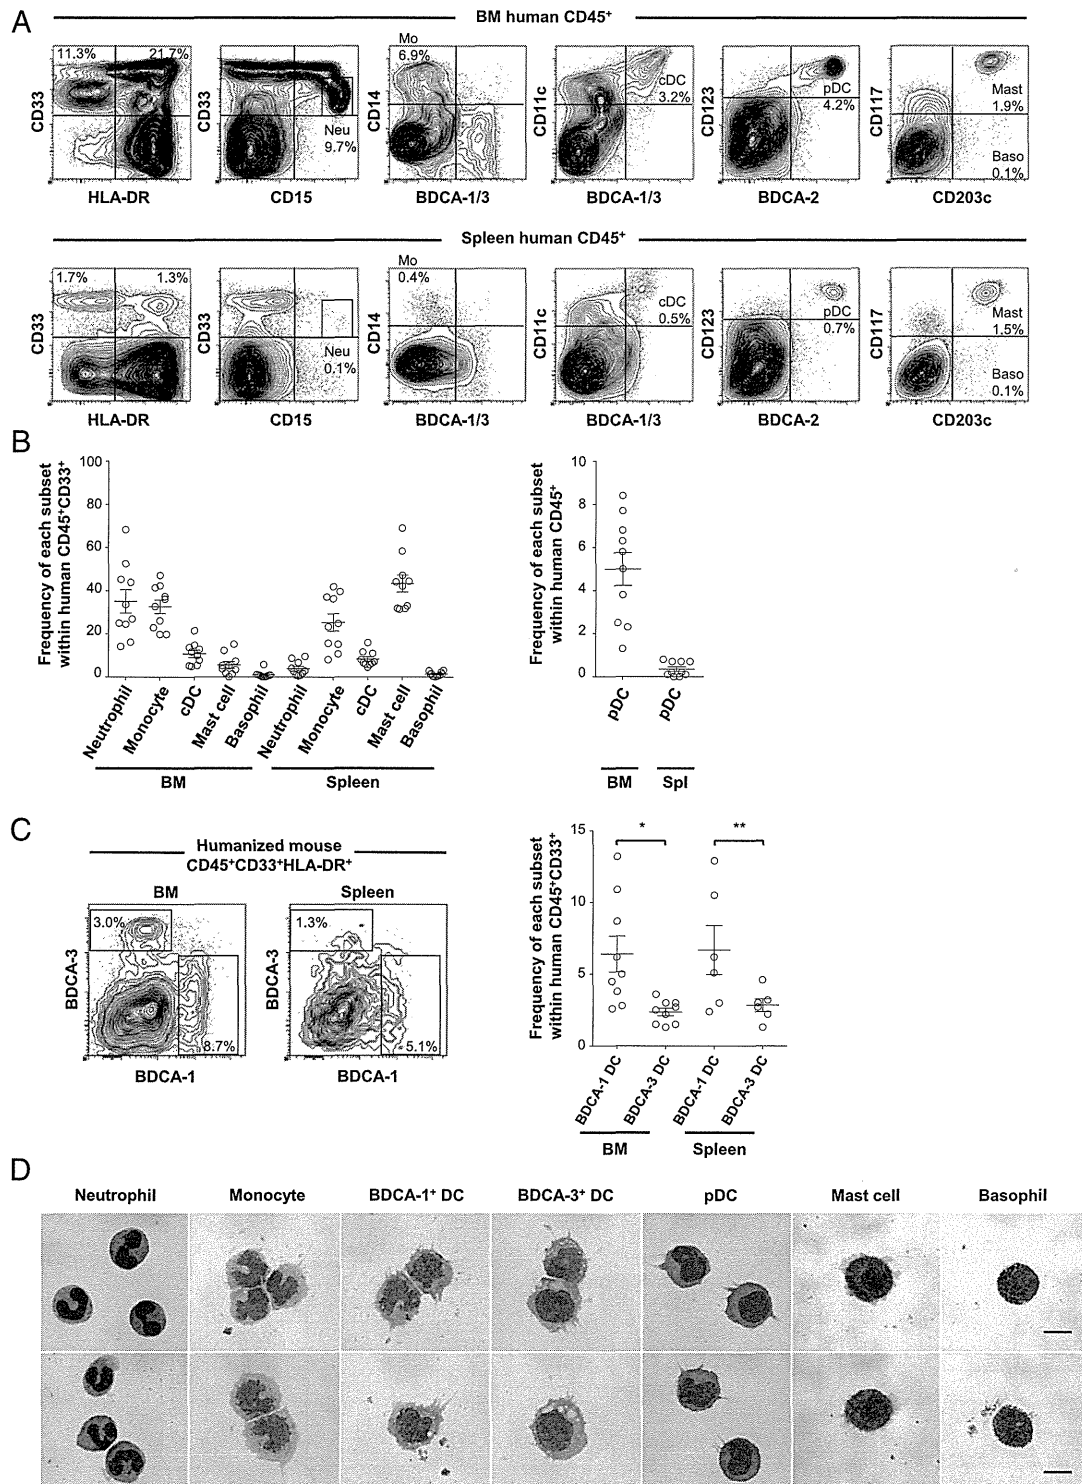 A
BM human CD45+
11.3% 21.7%
CD33
HLA-DR
CD33
Neu
9.7%
CD15
Mo
6.9%
CD14
BDCA-1/3
CD11c
cDC
3.2%
BDCA-1/3
CD123
pDC
4.2%
BDCA-2
CD117
Mast
1.9%
Baso
0.1%
CD203c
Spleen human CD45+
1.7% 1.3%
CD33
HLA-DR
CD33
Neu
0.1%
CD15
Mo
0.4%
CD14
BDCA-1/3
CD11c
cDC
0.5%
BDCA-1/3
CD123
pDC
0.7%
BDCA-2
CD117
Mast
1.5%
Baso
0.1%
CD203c
B
Frequency of each subset
within human CD45+CD33+
100
80
60
40
20
0
Neutrophil
Monocyte
cDC
Mast cell
Basophil
Neutrophil
Monocyte
cDC
Mast cell
Basophil
BM Spleen
Frequency of each subset
within human CD45+
10
8
6
4
2
0
pDC
pDC
BM Spl
C
Humanized mouse
CD45+CD33+HLA-DR+
BM
3.0%
8.7%
BDCA-3
BDCA-1
Spleen
1.3%
5.1%
BDCA-3
BDCA-1
Frequency of each subset
within human CD45+CD33+
15
10
5
0
*
**
BDCA-1 DC
BDCA-3 DC
BDCA-1 DC
BDCA-3 DC
BM Spleen
D
Neutrophil Monocyte BDCA-1+ DC BDCA-3+ DC pDC Mast cell Basophil